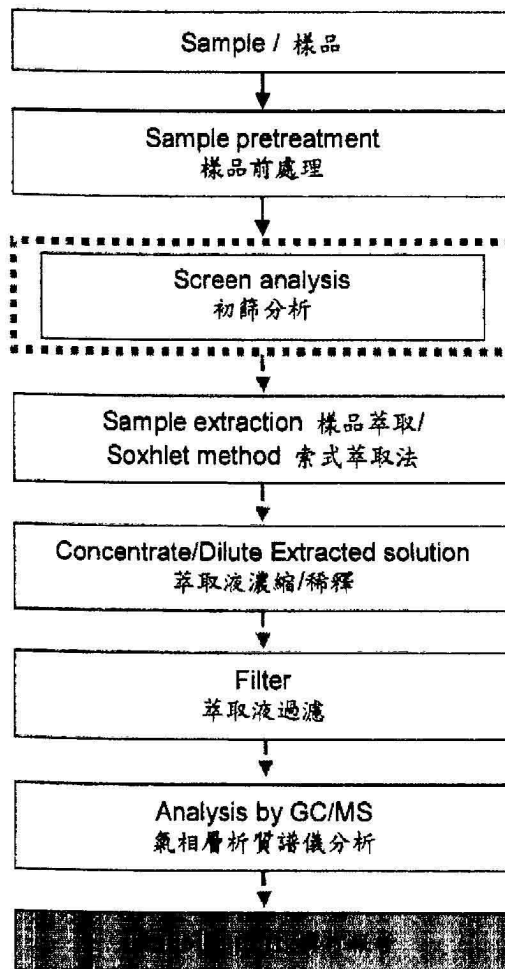 Sample / 樣品
Sample pretreatment
樣品前處理
Screen analysis
初篩分析
Sample extraction 樣品萃取/
Soxhlet method 索式萃取法
Concentrate/Dilute Extracted solution
萃取液濃縮/稀釋
Filter
萃取液過濾
Analysis by GC/MS
氣相層析質譜儀分析